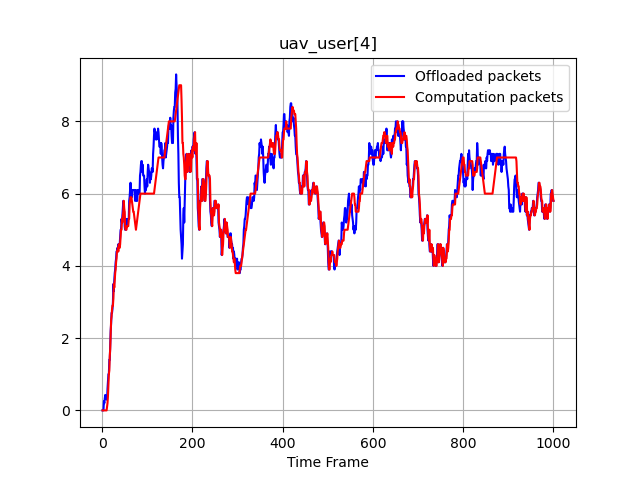 uav_user[4]
Offloaded packets
Computation packets
8
6
4
2
0
0 200 400 600 800 1000
Time Frame